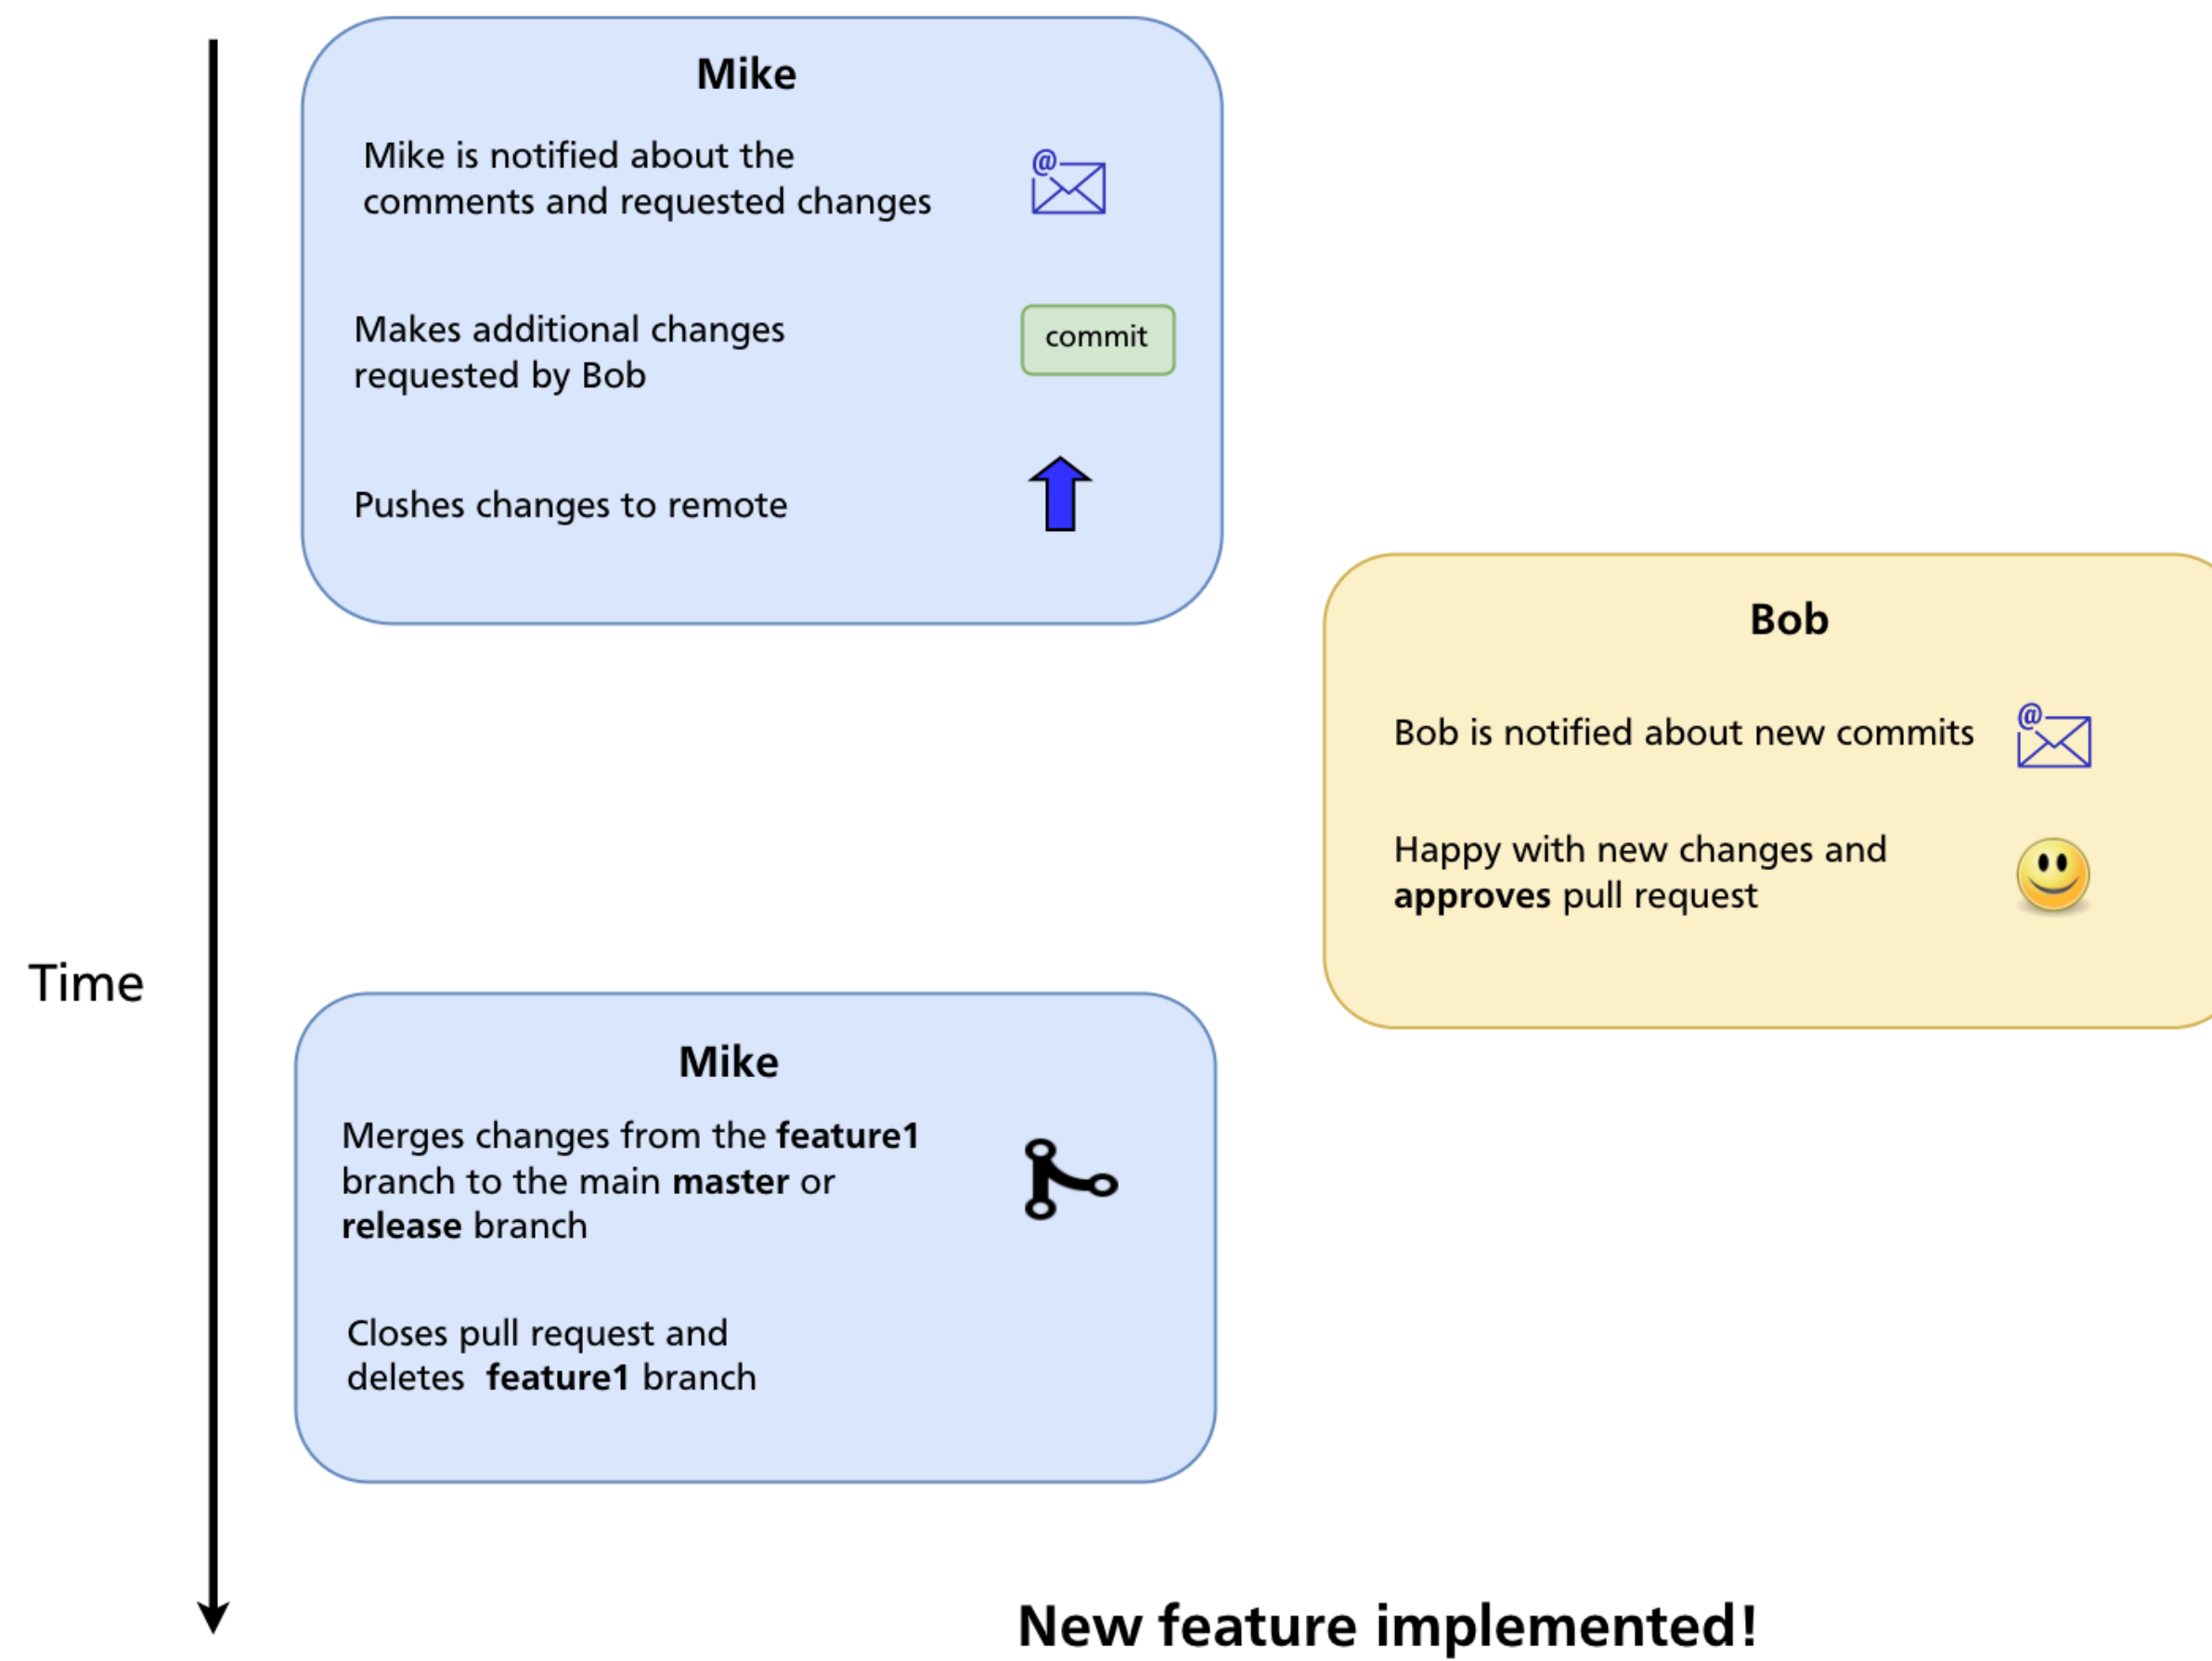 Mike
Mike is notified about the
comments and requested changes
@
Makes additional changes
requested by Bob
commit
Pushes changes to remote
Bob
Bob is notified about new commits
@
Happy with new changes and
approves pull request
Time
Mike
Merges changes from the feature1
branch to the main master or
release branch
Closes pull request and
deletes feature1 branch
New feature implemented!